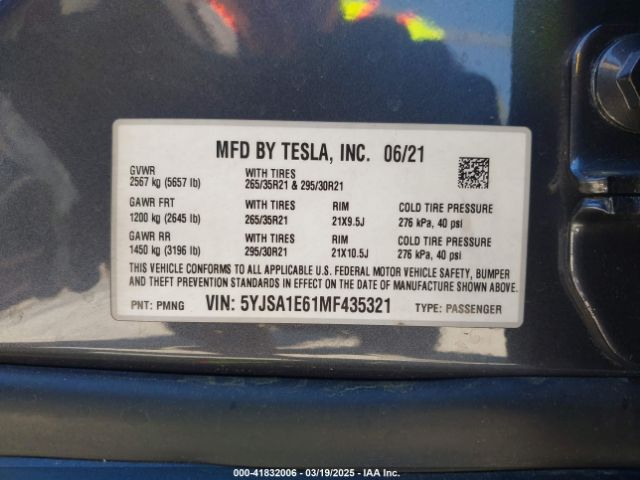 MFD BY TESLA, INC. 06/21
GVWR WITH TIRES
2567 kg (5657 lb) 265/35R21 & 295/30R21
GAWR FRT WITH TIRES RIM COLD TIRE PRESSURE
1200 kg (2645 lb) 265/35R21 21X9.5J 276 kPa, 40 psi
GAWR RR WITH TIRES RIM COLD TIRE PRESSURE
1450 kg (3196 lb) 295/30R21 21X10.5J 276 kPa, 40 psi
THIS VEHICLE CONFORMS TO ALL APPLICABLE U.S. FEDERAL MOTOR VEHICLE SAFETY, BUMPER
AND THEFT PREVENTION STANDARDS IN EFFECT ON THE DATE OF MANUFACTURE SHOWN ABOVE.
PNT: PMNG VIN: 5YJSA1E61MF435321 TYPE: PASSENGER
000-41832006 - 03/19/2025 - IAA Inc.